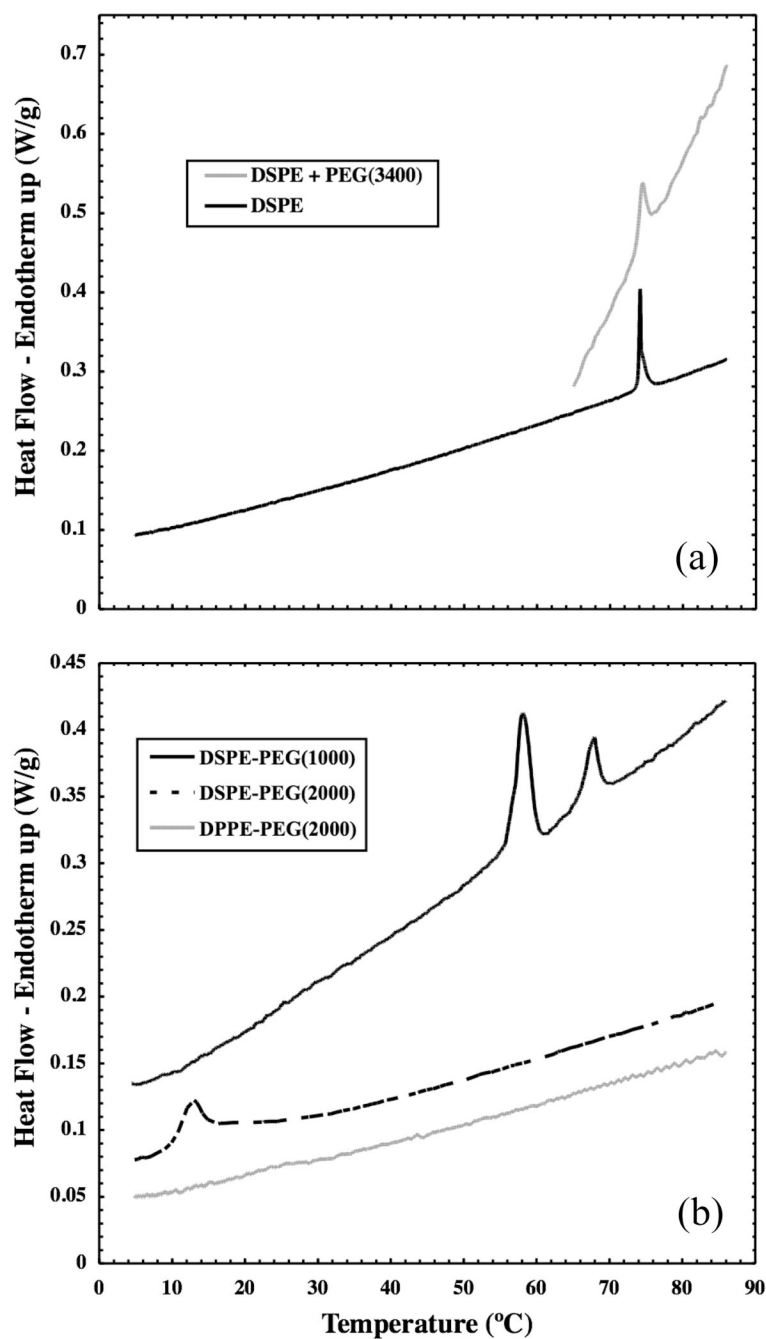 0.7
0.6
DSPE + PEG(3400)
DSPE
0.5
0.4
0.3
0.2
0.1
0
Heat Flow - Endotherm up (W/g)
(a)
0.45
0.4
DSPE-PEG(1000)
DSPE-PEG(2000)
DPPE-PEG(2000)
0.35
0.3
0.25
0.2
0.15
0.1
0.05
0
Heat Flow - Endotherm up (W/g)
(b)
0 10 20 30 40 50 60 70 80 90
Temperature (ºC)